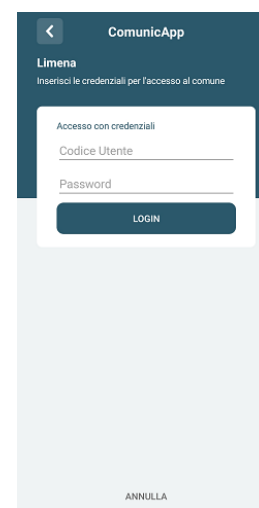 ComunicApp
Limena
Inserisci le credenziali per l'accesso al comune
Accesso con credenziali
Codice Utente
Password
LOGIN
ANNULLA